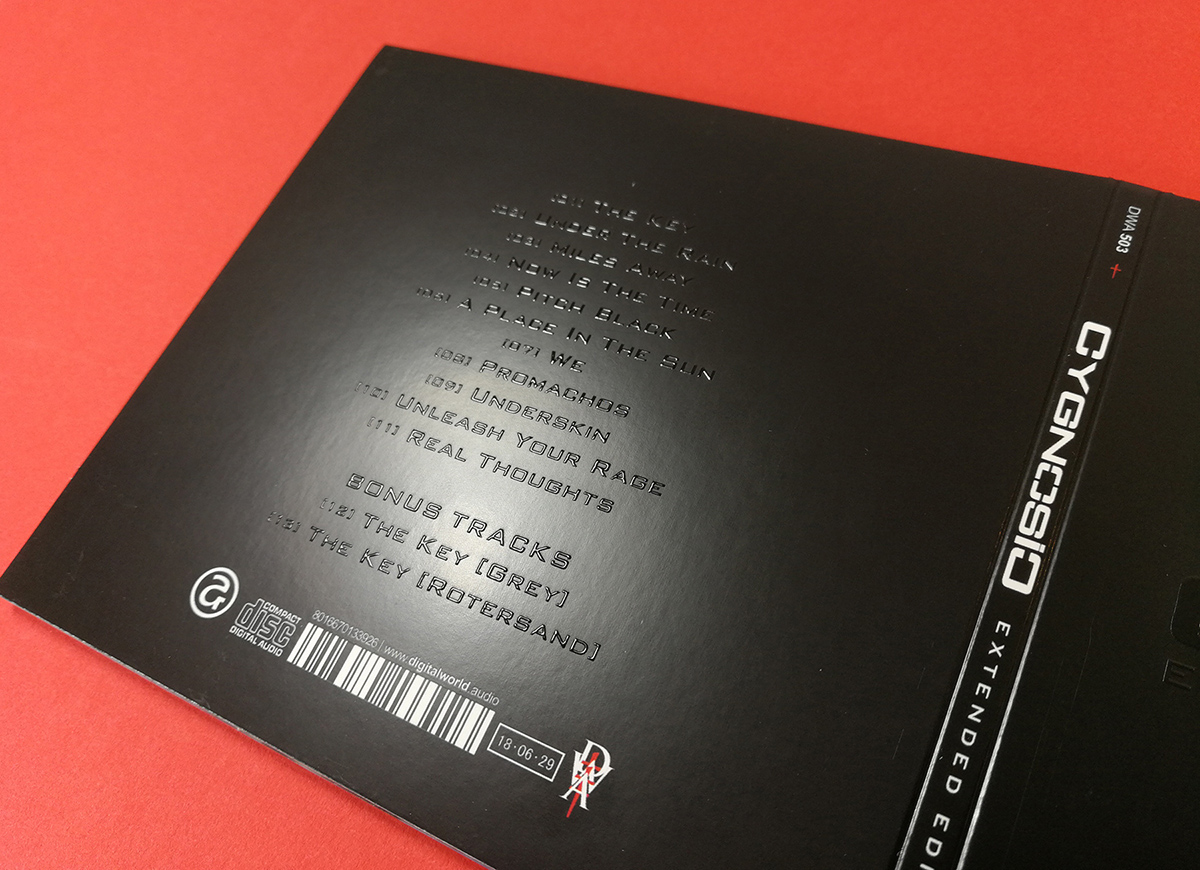 [01] The Key
[02] Under The Rain
[03] Miles Away
[04] Now Is The Time
[05] Pitch Black
[06] A Place In The Sun
[07] We
[08] Promachos
[09] Underskin
[10] Unleash Your Rage
[11] Real Thoughts
BONUS TRACKS
[12] The Key [Grey]
[13] The Key [Rotersand]
COMPACT
disc
DIGITAL AUDIO
8016670133926 | www.digitalworld.audio
18·06·29
DWA
DWA 503
CYGNOSIC
EXTENDED